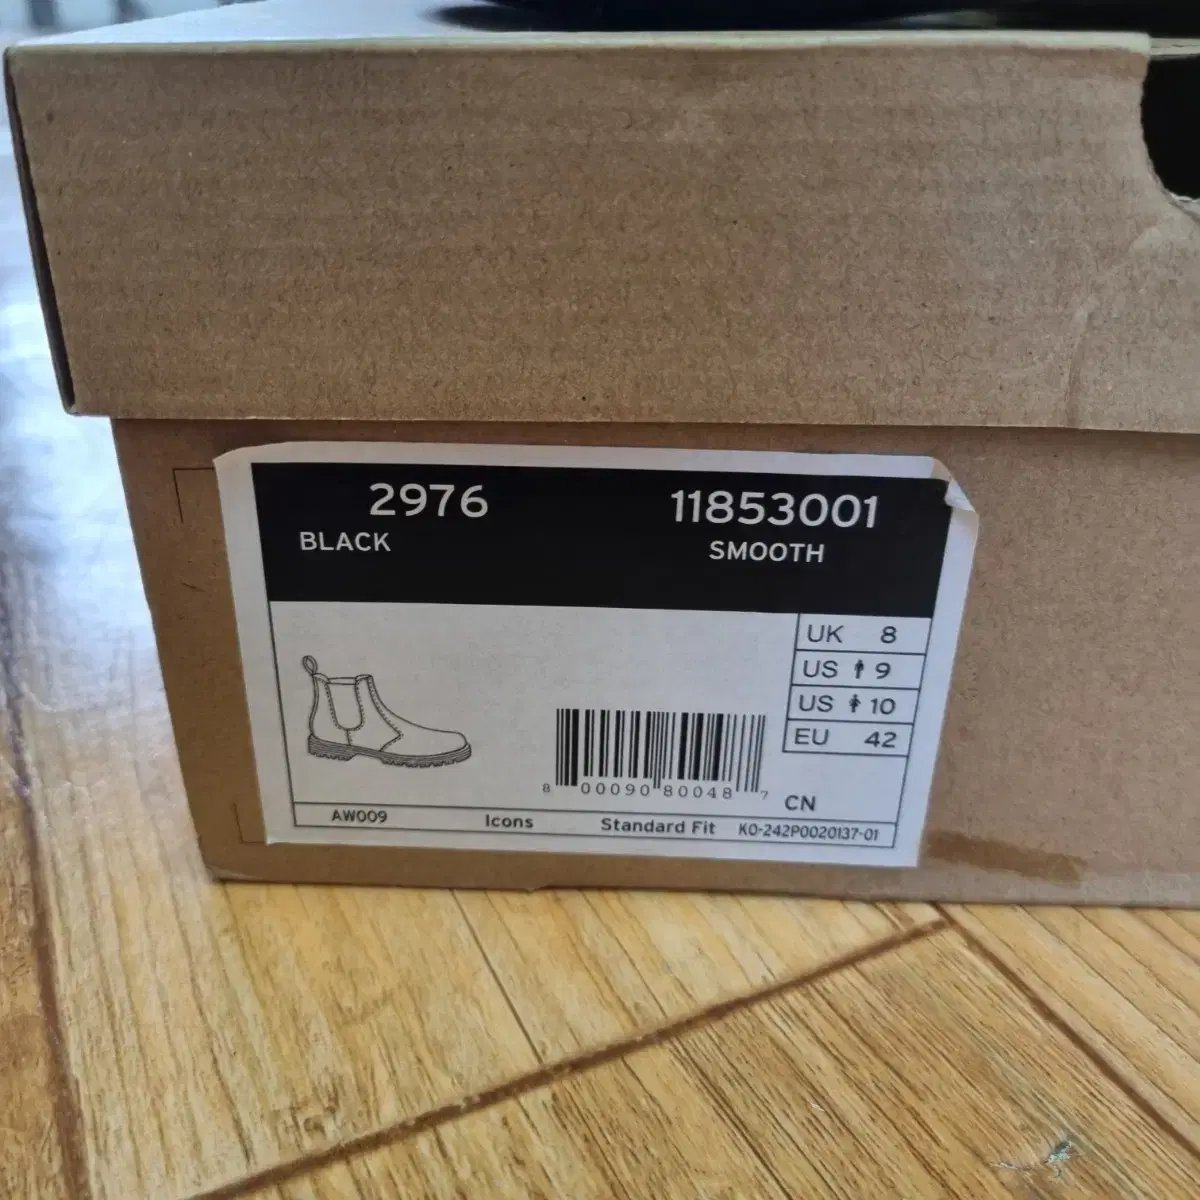 2976 11853001
BLACK SMOOTH
UK 8
US 9
US 10
EU 42
8 00090 80048 7
CN
AW009 Icons Standard Fit KO-242P0020137-01